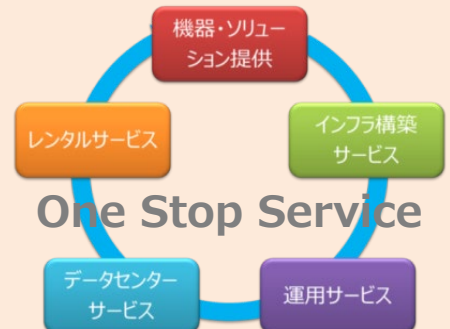 機器・ソリュー
ション提供
レンタルサービス
インフラ構築
サービス
One Stop Service
データセンター
サービス
運用サービス